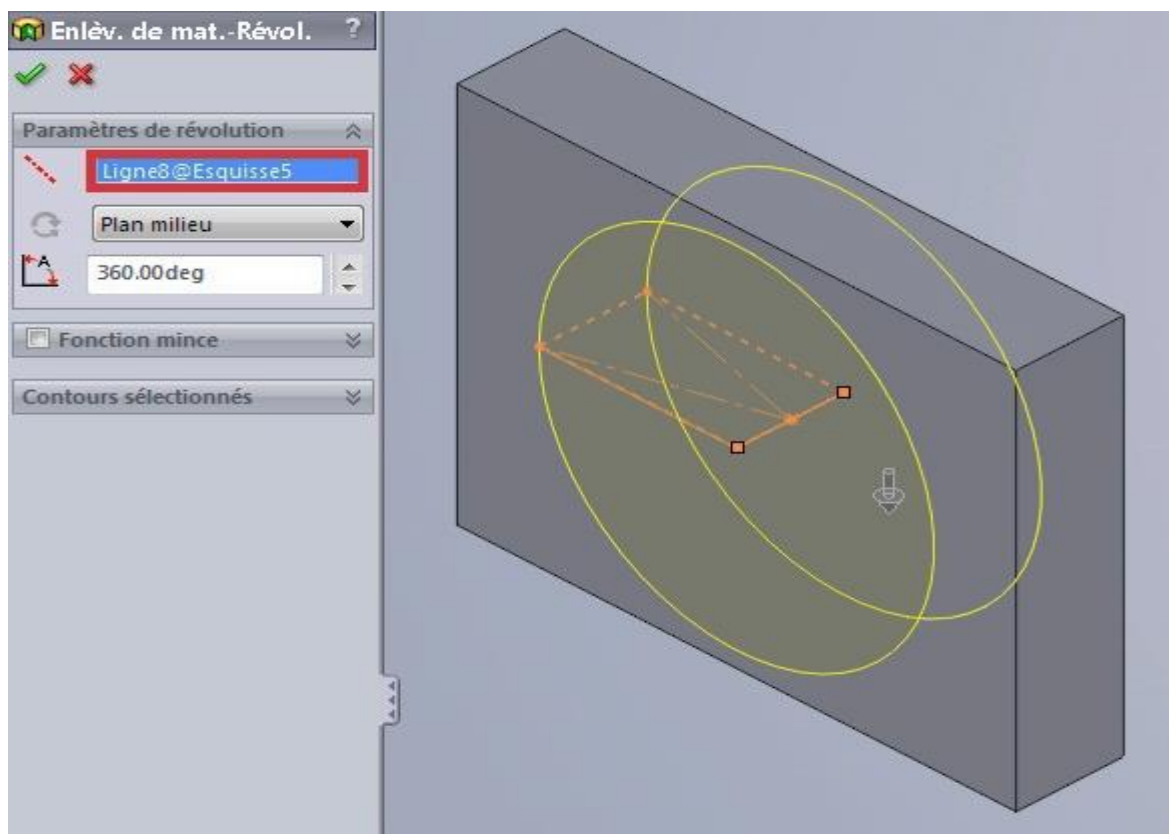 Enlèv. de mat.-Révol. ?
Paramètres de révolution
Ligne8@Esquisse5
Plan milieu
A
360.00deg
Fonction mince
Contours sélectionnés